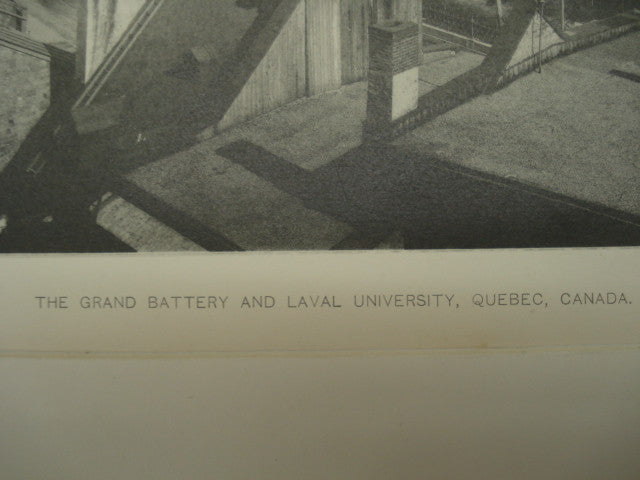 THE GRAND BATTERY AND LAVAL UNIVERSITY, QUEBEC, CANADA.